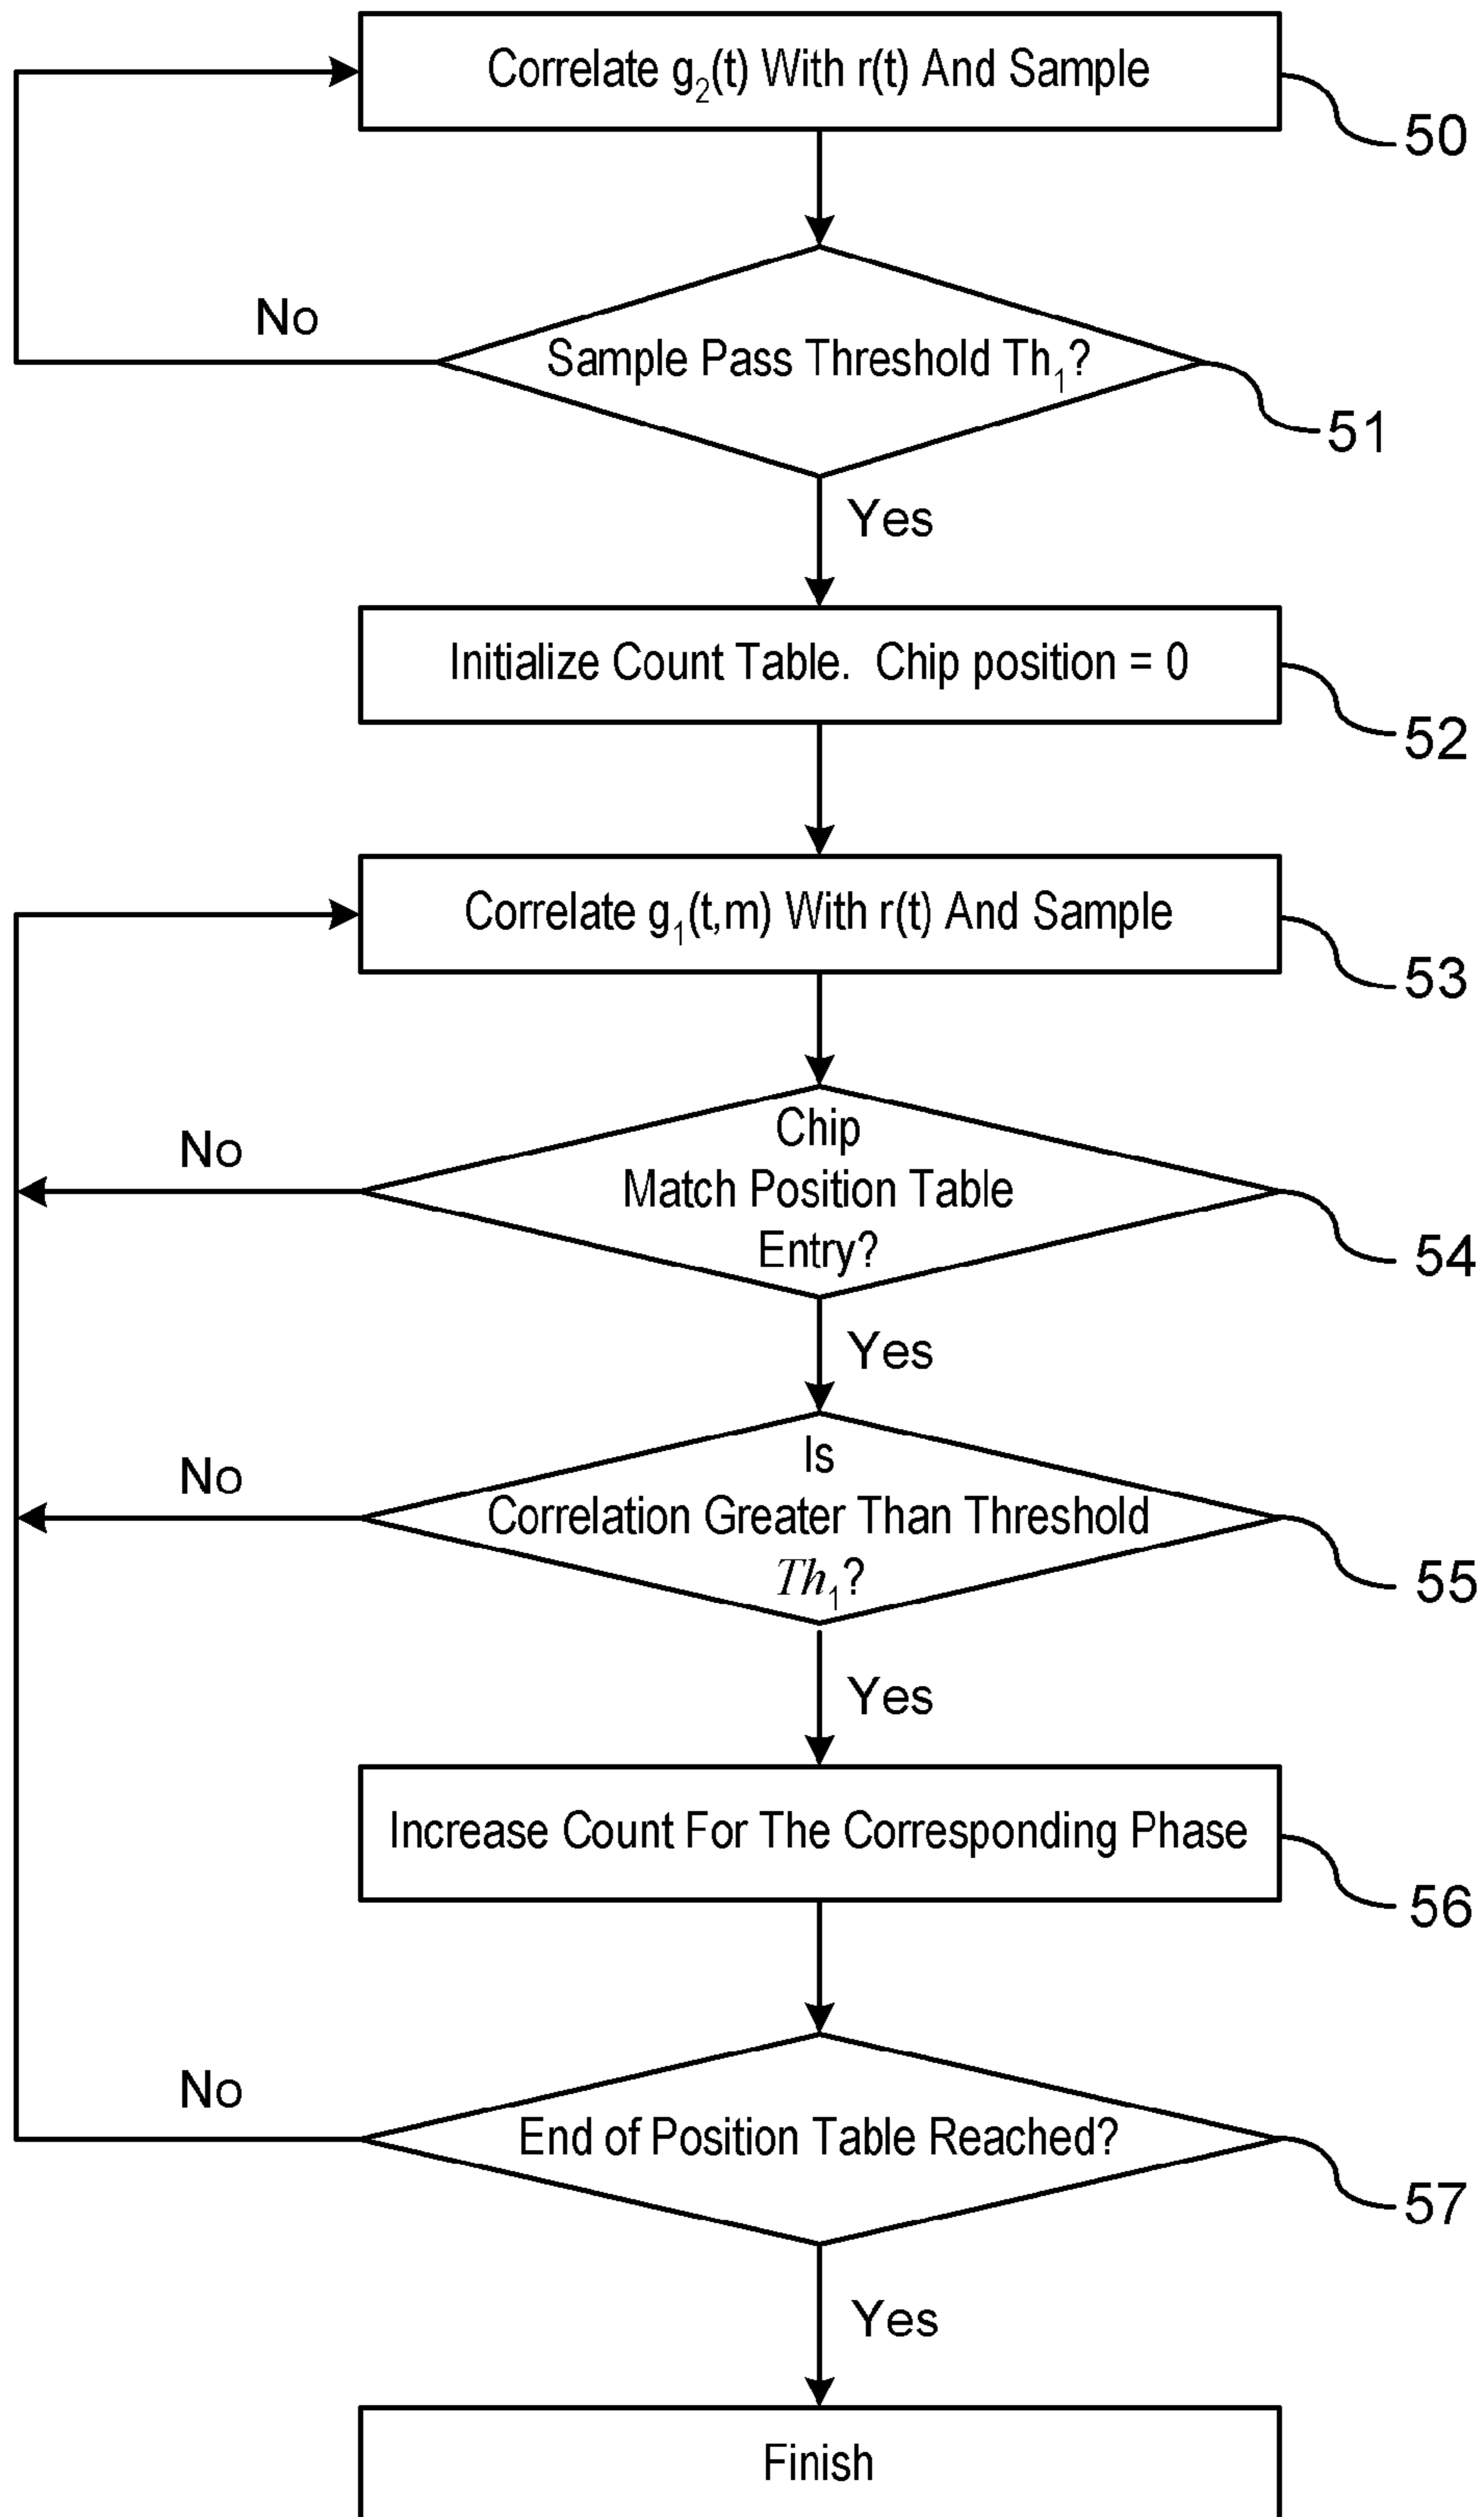 Correlate g₂(t) With r(t) And Sample
50
No
Sample Pass Threshold Th₁?
51
Yes
Initialize Count Table. Chip position = 0
52
Correlate g₁(t,m) With r(t) And Sample
53
No
Chip
Match Position Table
Entry?
54
Yes
No
Is
Correlation Greater Than Threshold
Th₁?
55
Yes
Increase Count For The Corresponding Phase
56
No
End of Position Table Reached?
57
Yes
Finish